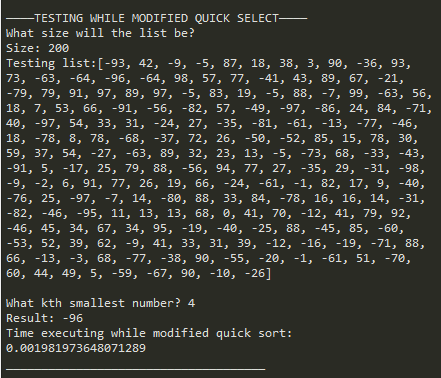 ────TESTING WHILE MODIFIED QUICK SELECT────
What size will the list be?
Size: 200
Testing list:[-93, 42, -9, -5, 87, 18, 38, 3, 90, -36, 93,
73, -63, -64, -96, -64, 98, 57, 77, -41, 43, 89, 67, -21,
-79, 79, 91, 97, 89, 97, -5, 83, 19, -5, 88, -7, 99, -63, 56,
18, 7, 53, 66, -91, -56, -82, 57, -49, -97, -86, 24, 84, -71,
40, -97, 54, 33, 31, -24, 27, -35, -81, -61, -13, -77, -46,
18, -78, 8, 78, -68, -37, 72, 26, -50, -52, 85, 15, 78, 30,
59, 37, 54, -27, -63, 89, 32, 23, 13, -5, -73, 68, -33, -43,
-91, 5, -17, 25, 79, 88, -56, 94, 77, 27, -35, 29, -31, -98,
-9, -2, 6, 91, 77, 26, 19, 66, -24, -61, -1, 82, 17, 9, -40,
-76, 25, -97, -7, 14, -80, 88, 33, 84, -78, 16, 16, 14, -31,
-82, -46, -95, 11, 13, 13, 68, 0, 41, 70, -12, 41, 79, 92,
-46, 45, 34, 67, 34, 95, -19, -40, -25, 88, -45, 85, -60,
-53, 52, 39, 62, -9, 41, 33, 31, 39, -12, -16, -19, -71, 88,
66, -13, -3, 68, -77, -38, 90, -55, -20, -1, -61, 51, -70,
60, 44, 49, 5, -59, -67, 90, -10, -26]
What kth smallest number? 4
Result: -96
Time executing while modified quick sort:
0.001981973648071289